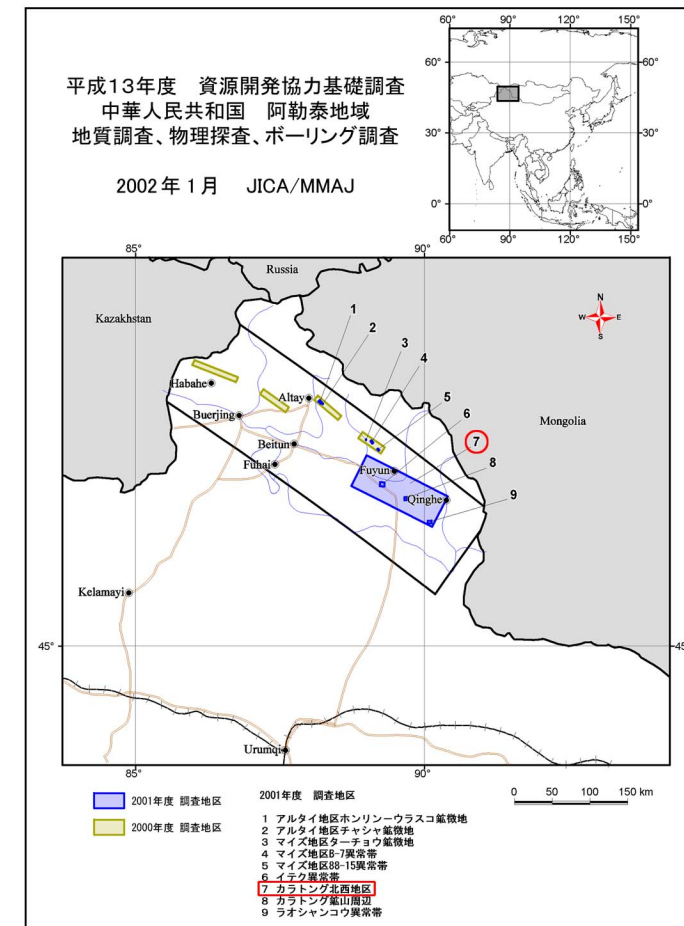 平成13年度 資源開発協力基礎調査
中華人民共和国 阿勒泰地域
地質調査、物理探査、ボーリング調査
2002年1月 JICA/MMAJ
60° 90° 120° 150°
60° 60°
30° 30°
0° 0°
60° 90° 120° 150°
85° 90°
Russia
Kazakhstan
Mongolia
N
W E
S
1
2
3
4
5
6
7
8
9
Habahe
Altay
Buerjing
Beitun
Fuhai
Fuyun
Qinghe
Kelamayi
45° 45°
Urumqi
85° 90°
2001年度 調査地区
2000年度 調査地区
0 50 100 150 km
2001年度 調査地区
1 アルタイ地区ホンリンーウラスコ鉱徴地
2 アルタイ地区チャシャ鉱徴地
3 マイズ地区ターチョウ鉱徴地
4 マイズ地区B-7異常帯
5 マイズ地区88-15異常帯
6 イテク異常帯
7 カラトング北西地区
8 カラトング鉱山周辺
9 ラオシャンコウ異常帯